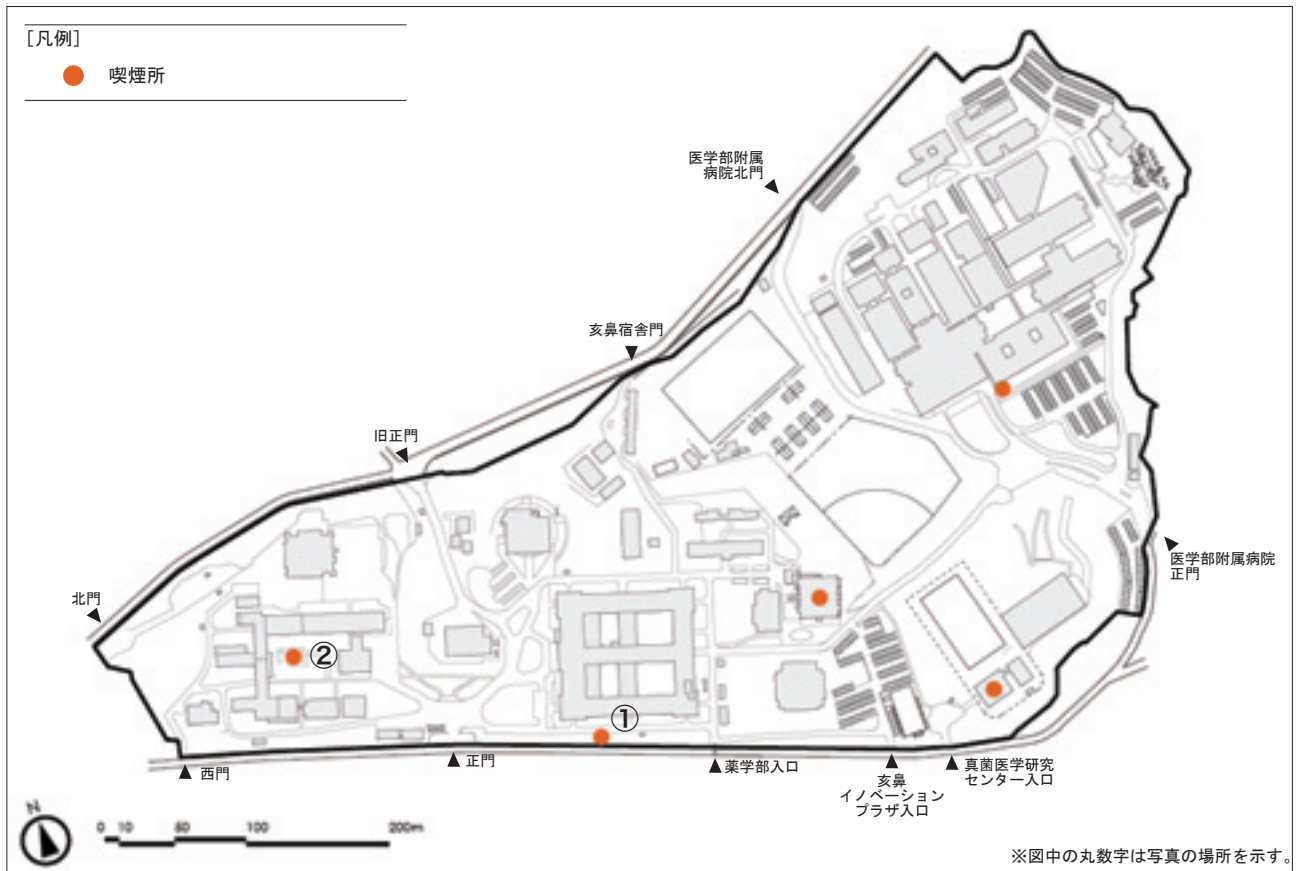 [凡例]
喫煙所
医学部附属
病院北門
亥鼻宿舎門
旧正門
医学部附属病院
正門
北門
②
①
西門
正門
薬学部入口
亥鼻
イノベーション
プラザ入口
真菌医学研究
センター入口
N
0 10 50 100 200m
※図中の丸数字は写真の場所を示す。